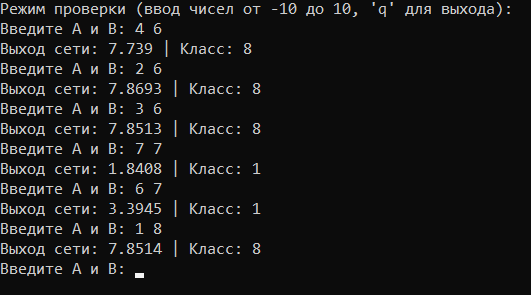 Режим проверки (ввод чисел от -10 до 10, 'q' для выхода):
Введите A и B: 4 6
Выход сети: 7.739 | Класс: 8
Введите A и B: 2 6
Выход сети: 7.8693 | Класс: 8
Введите A и B: 3 6
Выход сети: 7.8513 | Класс: 8
Введите A и B: 7 7
Выход сети: 1.8408 | Класс: 1
Введите A и B: 6 7
Выход сети: 3.3945 | Класс: 1
Введите A и B: 1 8
Выход сети: 7.8514 | Класс: 8
Введите A и B: